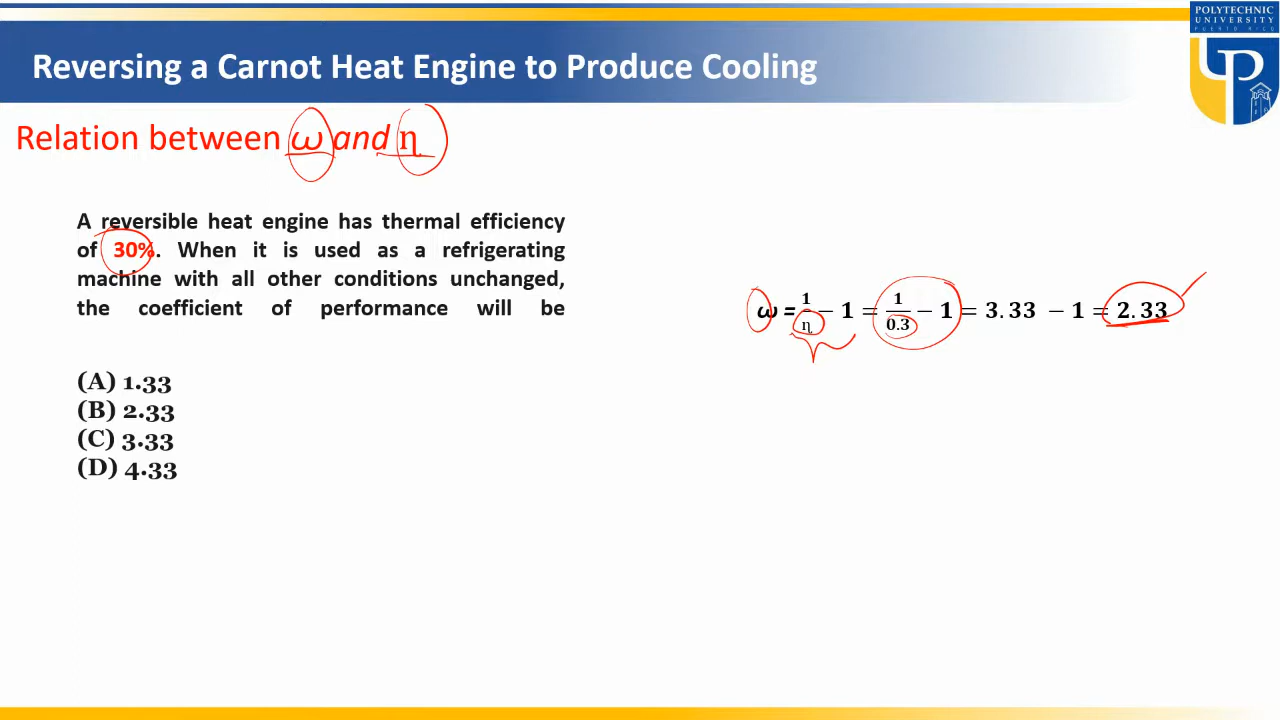 POLYTECHNIC
UNIVERSITY
PUERTO RICO
Reversing a Carnot Heat Engine to Produce Cooling
Relation between ω and η
A reversible heat engine has thermal efficiency
of 30%. When it is used as a refrigerating
machine with all other conditions unchanged,
the coefficient of performance will be
ω = 1/η − 1 = 1/0.3 − 1 = 3.33 − 1 = 2.33
(A) 1.33
(B) 2.33
(C) 3.33
(D) 4.33